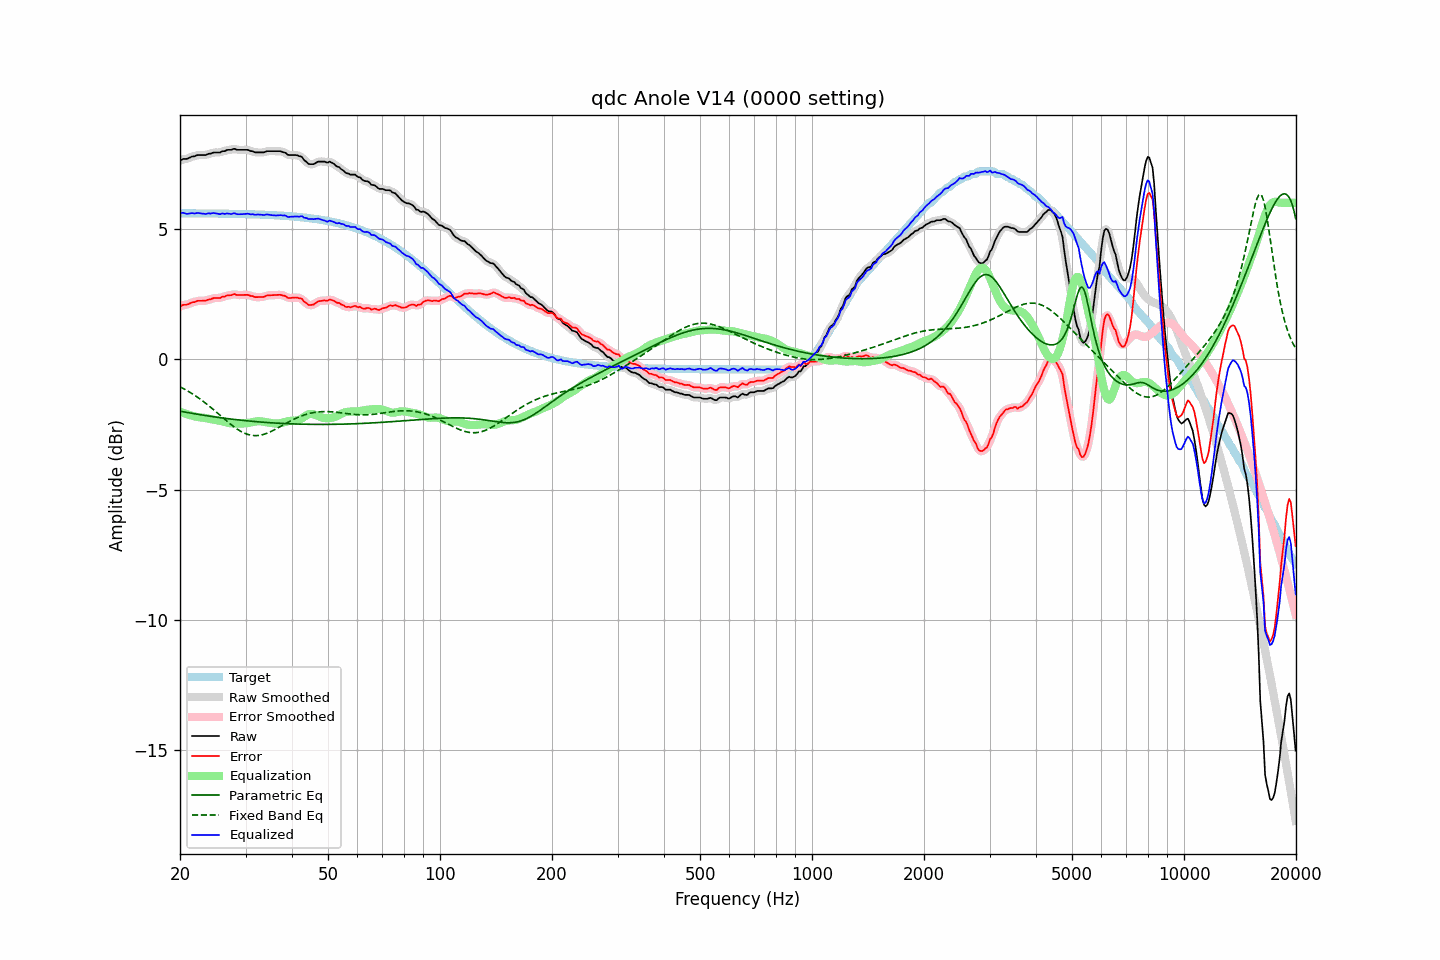 qdc Anole V14 (0000 setting)
Amplitude (dBr)
5
0
−5
−10
−15
Target
Raw Smoothed
Error Smoothed
Raw
Error
Equalization
Parametric Eq
Fixed Band Eq
Equalized
20 50 100 200 500 1000 2000 5000 10000 20000
Frequency (Hz)